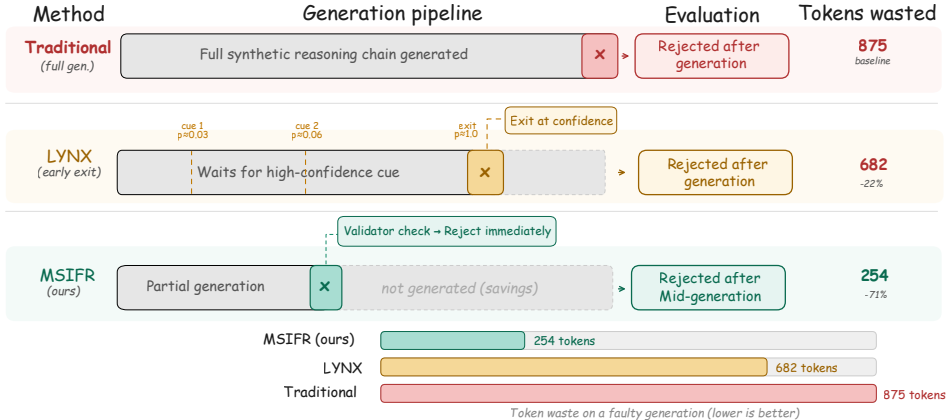 Method
Generation pipeline
Evaluation
Tokens wasted
Traditional
(full gen.)
Full synthetic reasoning chain generated
×
Rejected after
generation
875
baseline
cue 1
p≈0.03
cue 2
p≈0.06
exit
p≈1.0
Exit at confidence
LYNX
(early exit)
Waits for high-confidence cue
×
Rejected after
generation
682
-22%
Validator check → Reject immediately
MSIFR
(ours)
Partial generation
×
not generated (savings)
Rejected after
Mid-generation
254
-71%
MSIFR (ours)
254 tokens
LYNX
682 tokens
Traditional
875 tokens
Token waste on a faulty generation (lower is better)